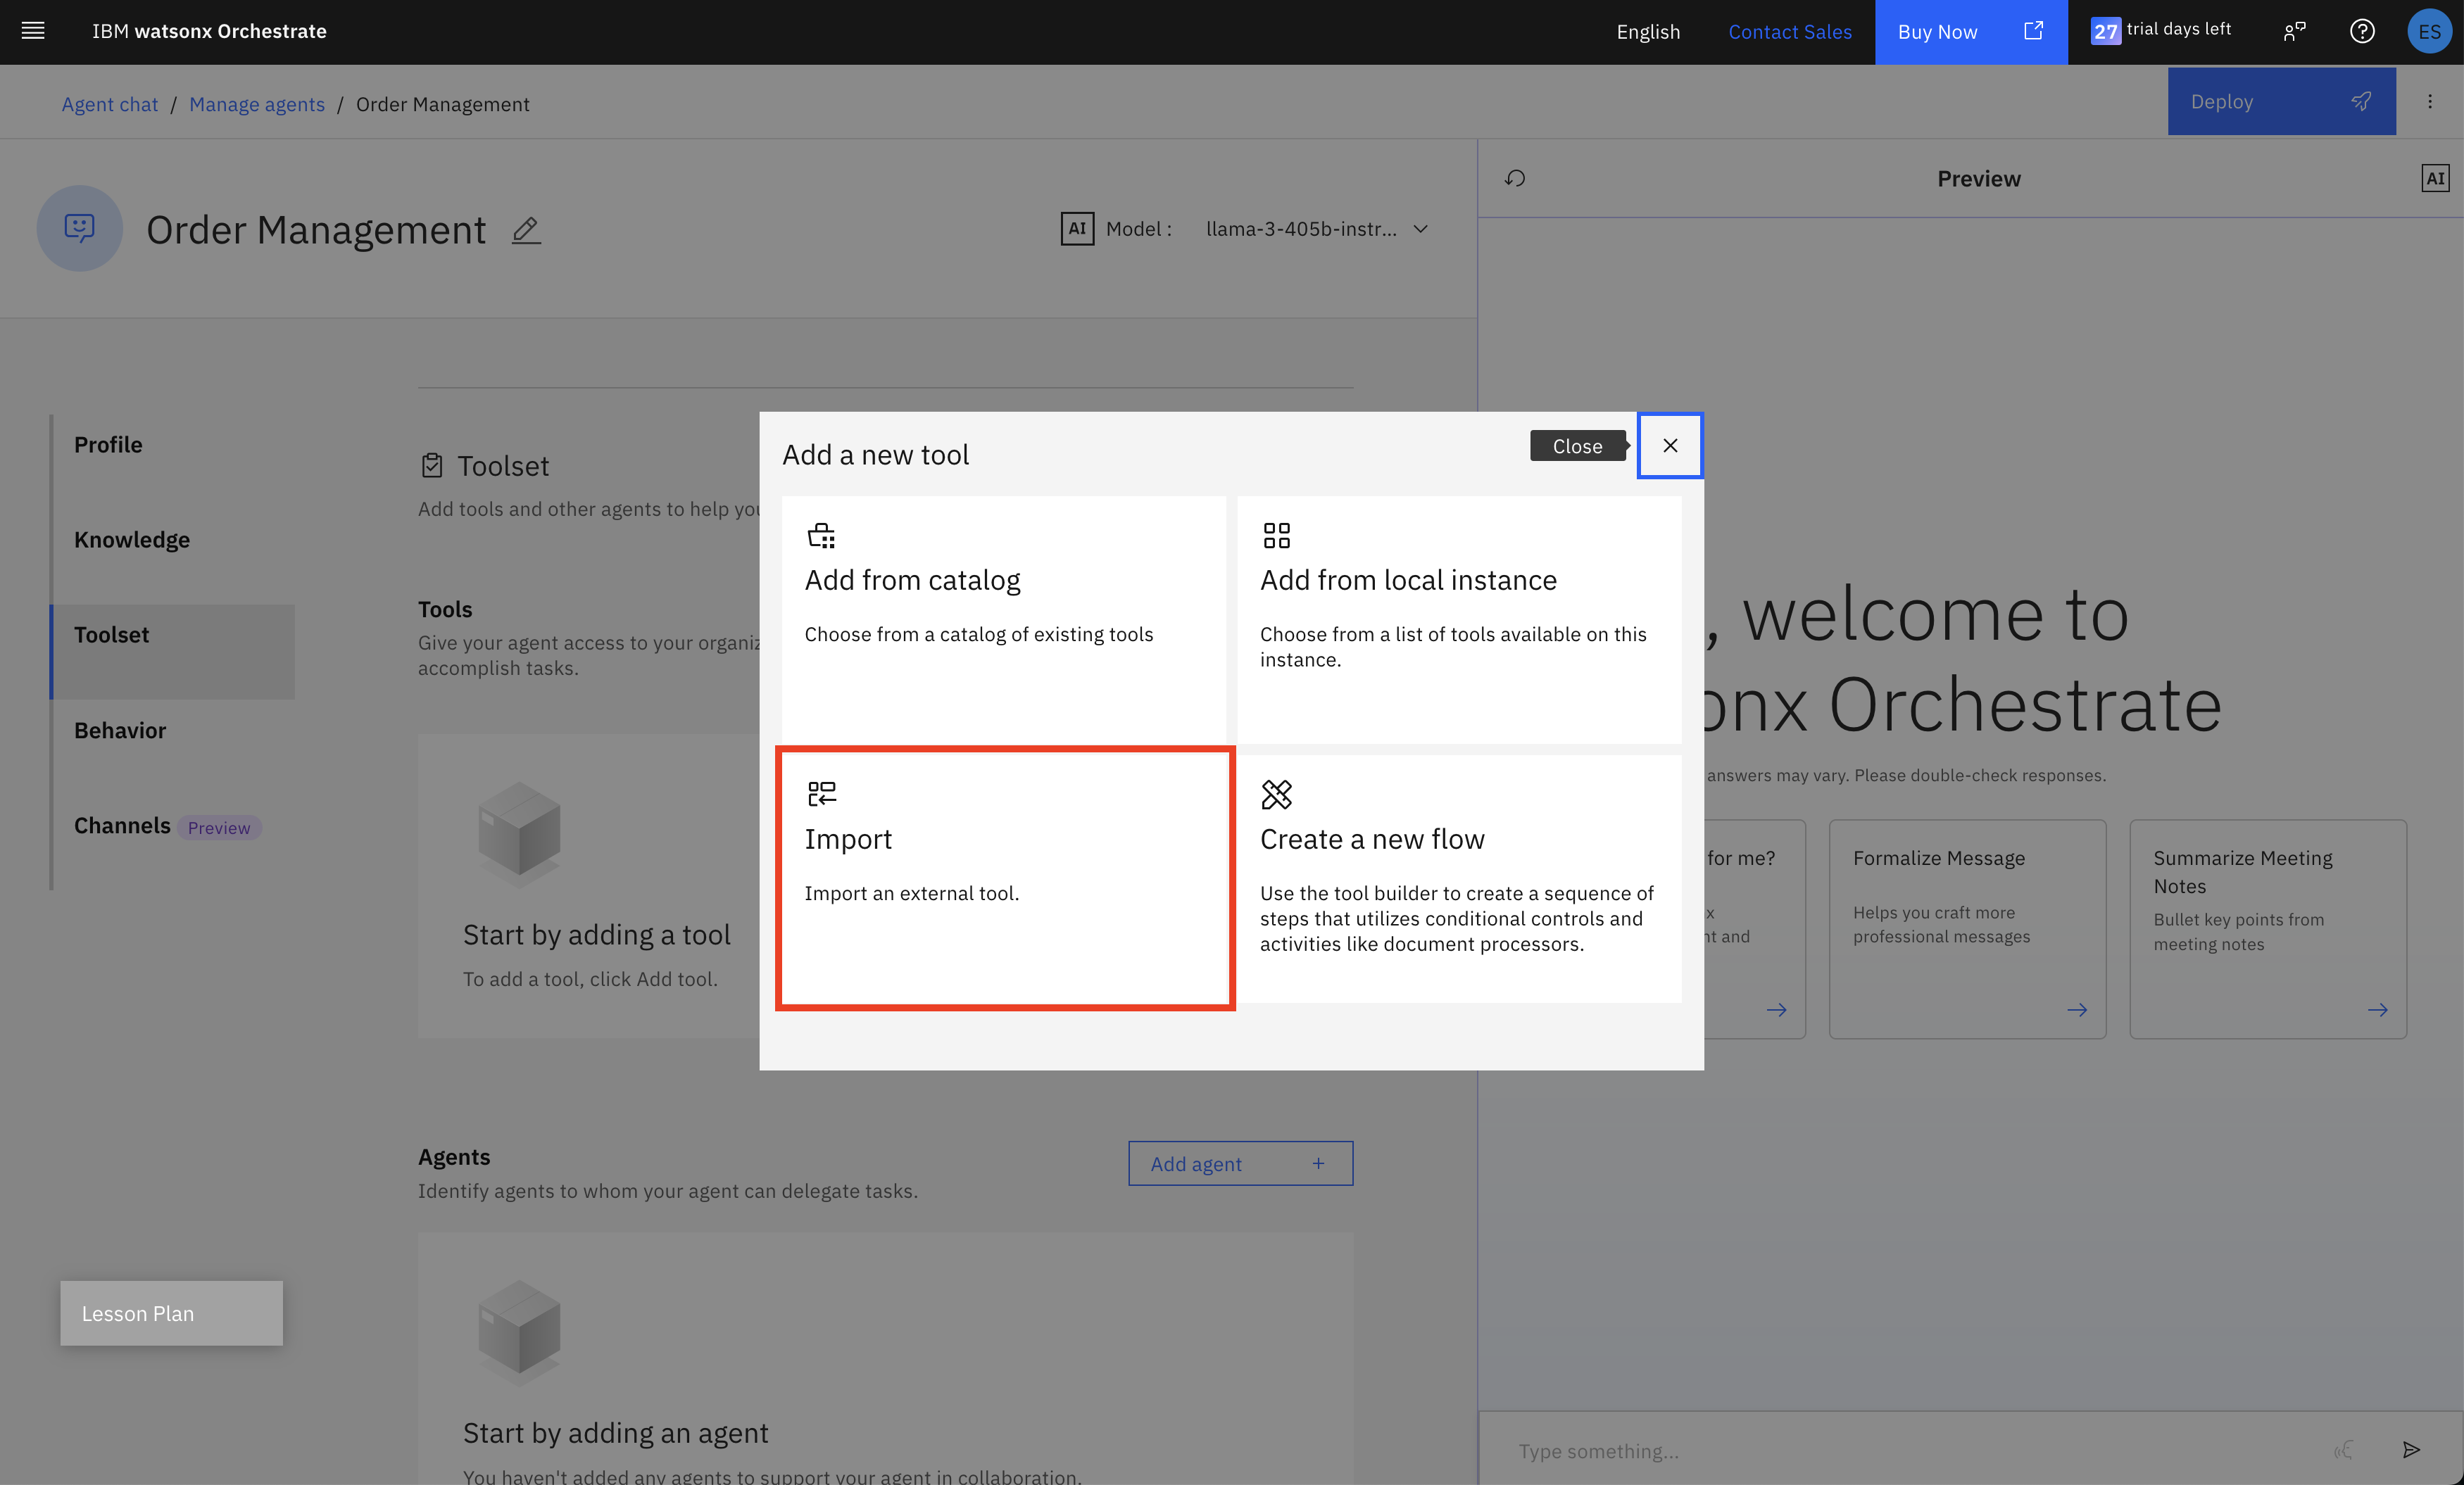 IBM watsonx Orchestrate
English
Contact Sales
Buy Now
27 trial days left
ES
Agent chat / Manage agents / Order Management
Deploy
Order Management
AI Model : llama-3-405b-instr...
Preview
AI
Profile
Knowledge
Toolset
Behavior
Channels Preview
Toolset
Add tools and other agents to help you
Tools
Give your agent access to your
accomplish tasks.
Start by adding a tool
To add a tool, click Add tool.
Add a new tool
Close
Add from catalog
Choose from a catalog of existing tools
Add from local instance
Choose from a list of tools available on this
instance.
Import
Import an external tool.
Create a new flow
Use the tool builder to create a sequence of
steps that utilizes conditional controls and
activities like document processors.
, welcome to
onx Orchestrate
answers may vary. Please double-check responses.
for me?
x
nt and
Formalize Message
Helps you craft more
professional messages
Summarize Meeting
Notes
Bullet key points from
meeting notes
Agents
Identify agents to whom your agent can delegate tasks.
Add agent +
Start by adding an agent
You haven't added any agents to support your agent in collaboration.
Lesson Plan
Type something...